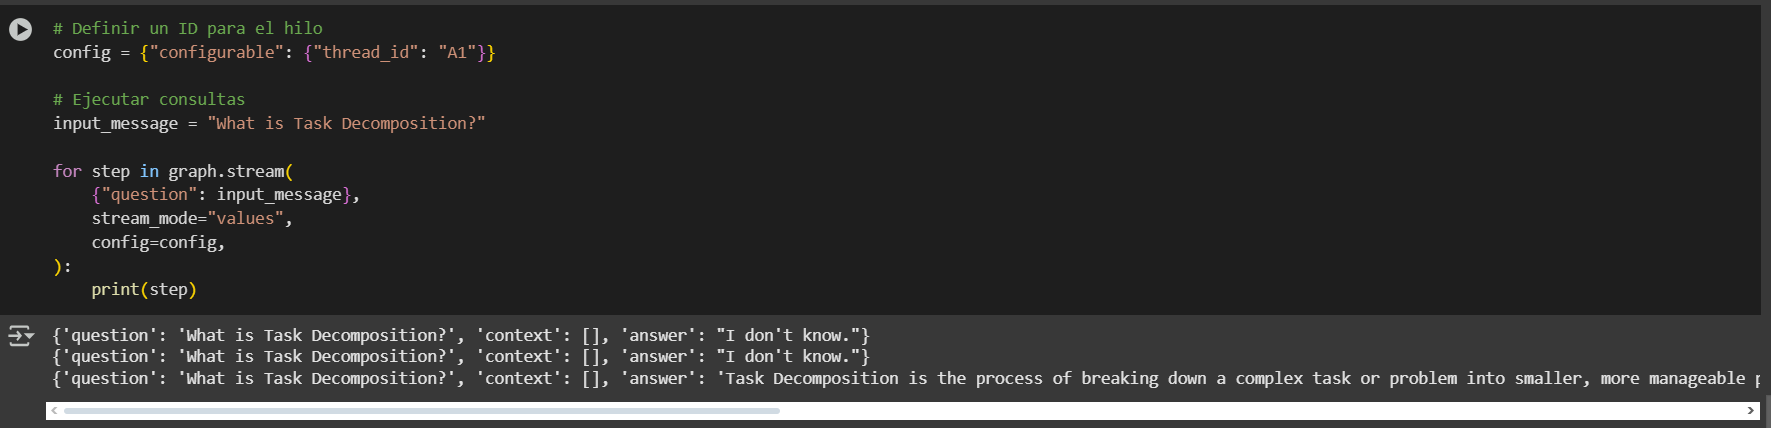 # Definir un ID para el hilo
config = {"configurable": {"thread_id": "A1"}}
# Ejecutar consultas
input_message = "What is Task Decomposition?"
for step in graph.stream(
    {"question": input_message},
    stream_mode="values",
    config=config,
):
    print(step)
{'question': 'What is Task Decomposition?', 'context': [], 'answer': "I don't know."}
{'question': 'What is Task Decomposition?', 'context': [], 'answer': "I don't know."}
{'question': 'What is Task Decomposition?', 'context': [], 'answer': 'Task Decomposition is the process of breaking down a complex task or problem into smaller, more manageable